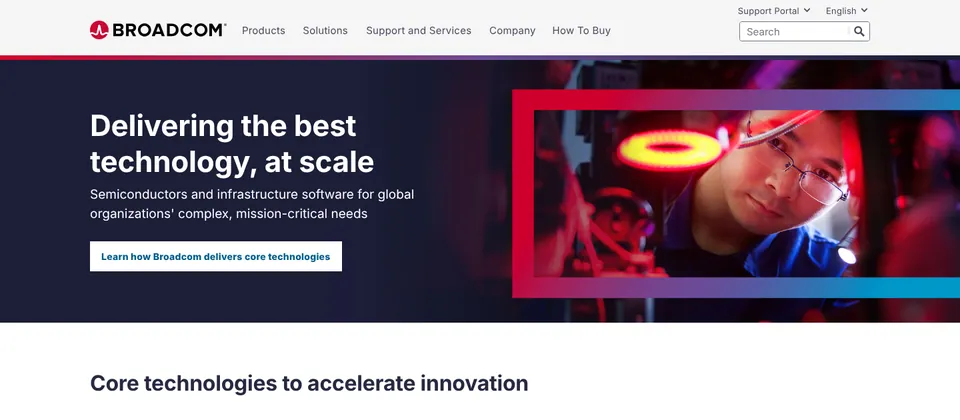 Support Portal
English
BROADCOM®
Products
Solutions
Support and Services
Company
How To Buy
Search
Delivering the best
technology, at scale
Semiconductors and infrastructure software for global
organizations' complex, mission-critical needs
Learn how Broadcom delivers core technologies
Core technologies to accelerate innovation